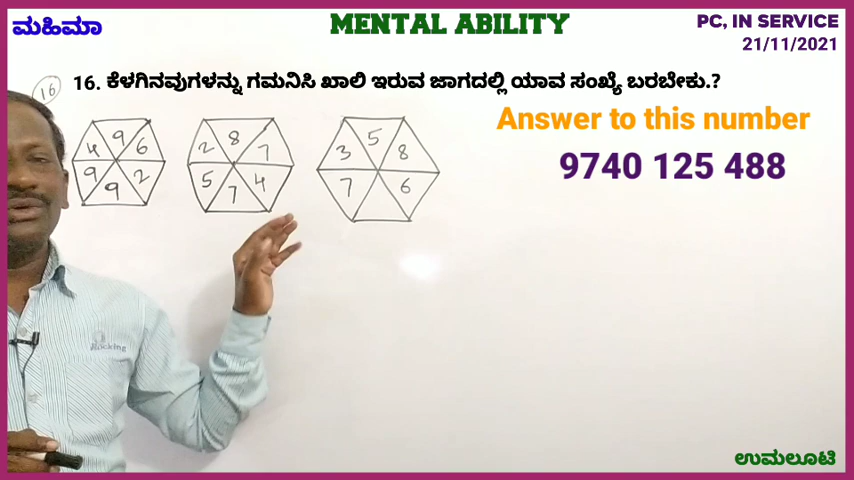 ಮಹಿಮಾ
MENTAL ABILITY
PC, IN SERVICE
21/11/2021
16
16. ಕೆಳಗಿನವುಗಳನ್ನು ಗಮನಿಸಿ ಖಾಲಿ ಇರುವ ಜಾಗದಲ್ಲಿ ಯಾವ ಸಂಖ್ಯೆ ಬರಬೇಕು.?
Answer to this number
9740 125 488
4 9 6
9 9 2
2 8 7
5 7 4
3 5 8
7 6
Rocking
ಉಮಲೂಟಿ